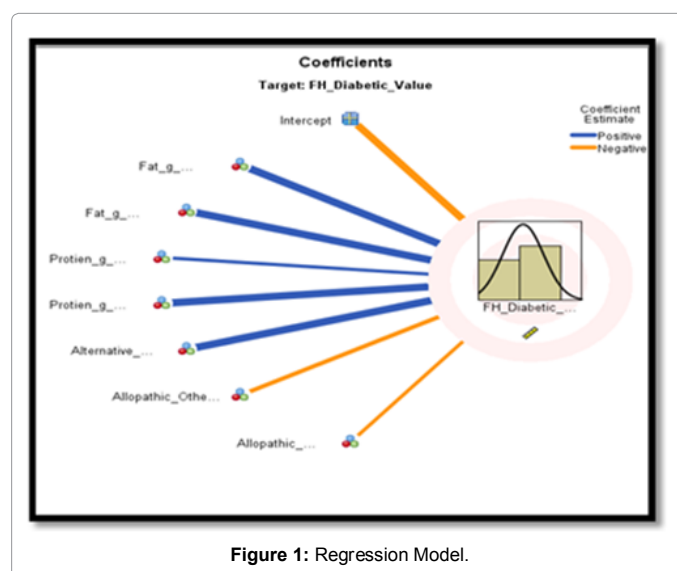 Coefficients
Target: FH_Diabetic_Value
Coefficient
Estimate
Positive
Negative
Intercept
Fat_g_...
Fat_g_...
Protien_g_...
Protien_g_...
Alternative_...
Allopathic_Othe...
Allopathic_...
FH_Diabetic_...
Figure 1: Regression Model.